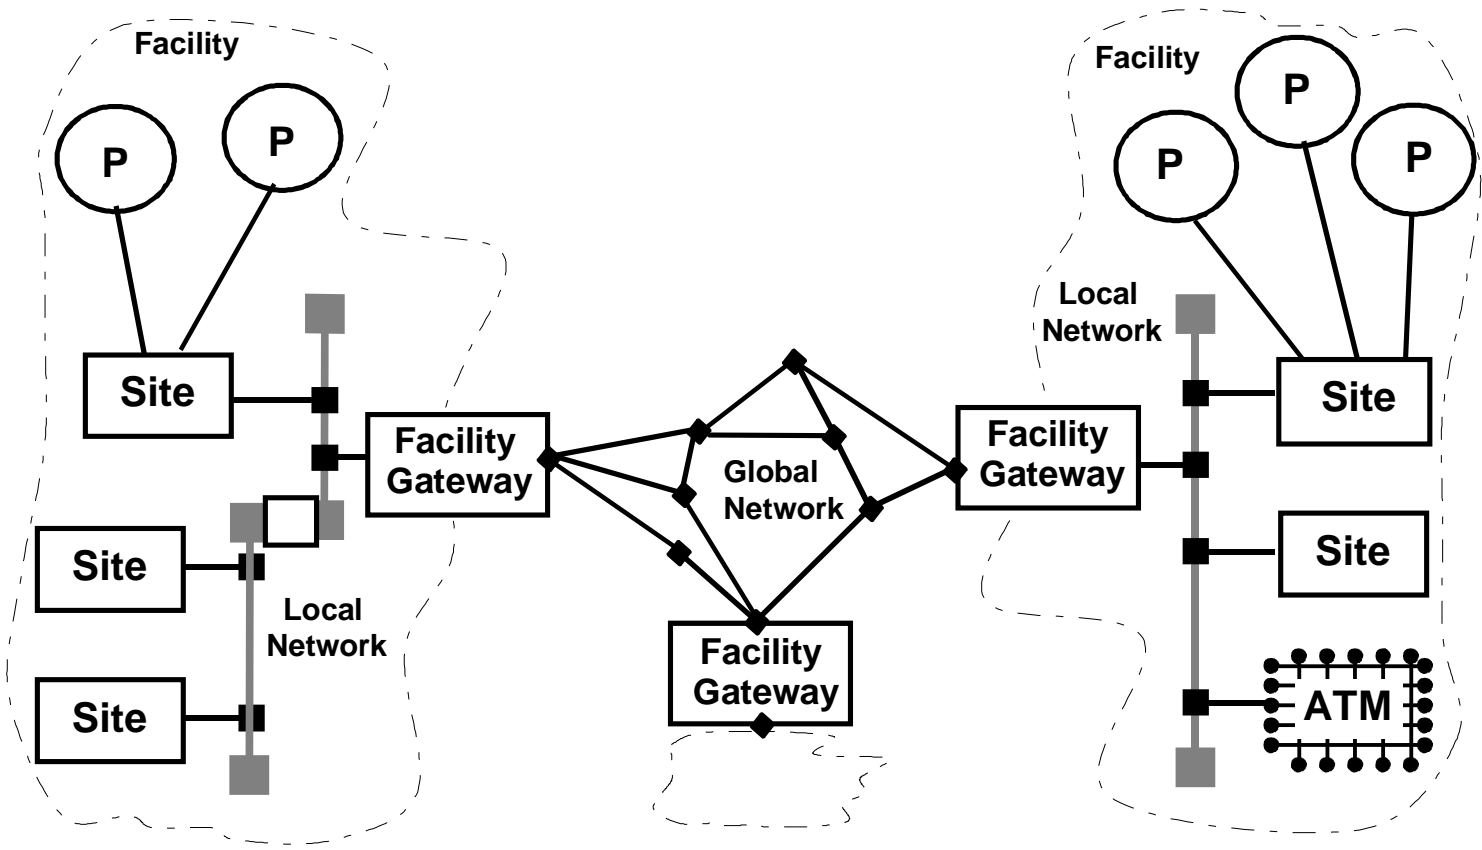 Facility
P
P
Site
Facility
Gateway
Site
Local
Network
Site
Global
Network
Facility
Gateway
Facility
P
P
P
Local
Network
Site
Facility
Gateway
Site
ATM